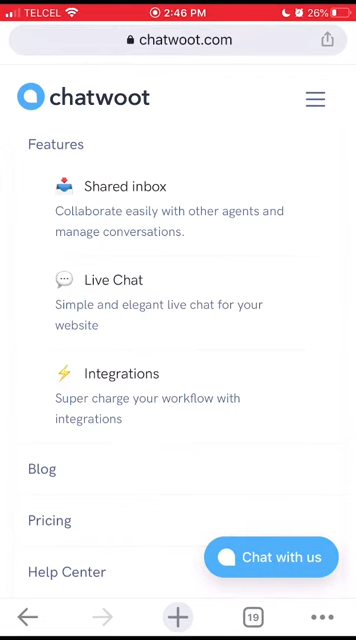 TELCEL 2:46 PM 26%
chatwoot.com
chatwoot
Features
Shared inbox
Collaborate easily with other agents and
manage conversations.
Live Chat
Simple and elegant live chat for your
website
Integrations
Super charge your workflow with
integrations
Blog
Pricing
Chat with us
Help Center
19